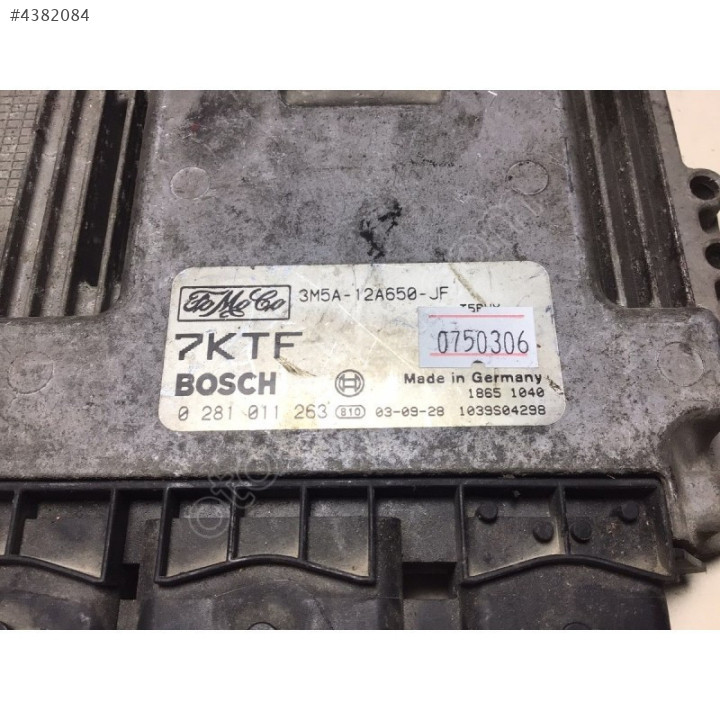 #4382084
FoMoCo 3M5A-12A650-JF
7KTF
0750306
BOSCH Made in Germany
1865 1040
0 281 011 263 810 03-09-28 1039S04298